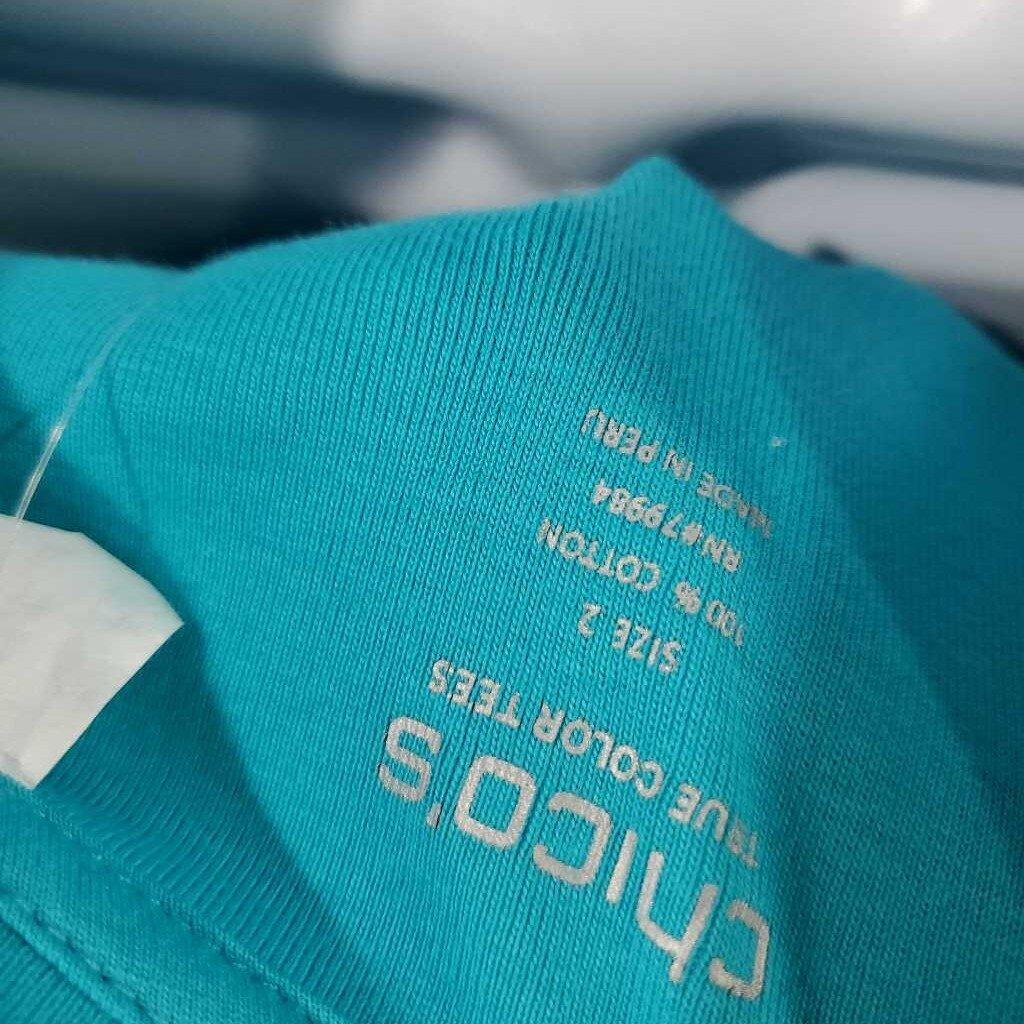 chico's
TRUE COLOR TEES
SIZE 2
100% COTTON
RN #79984
MADE IN PERU